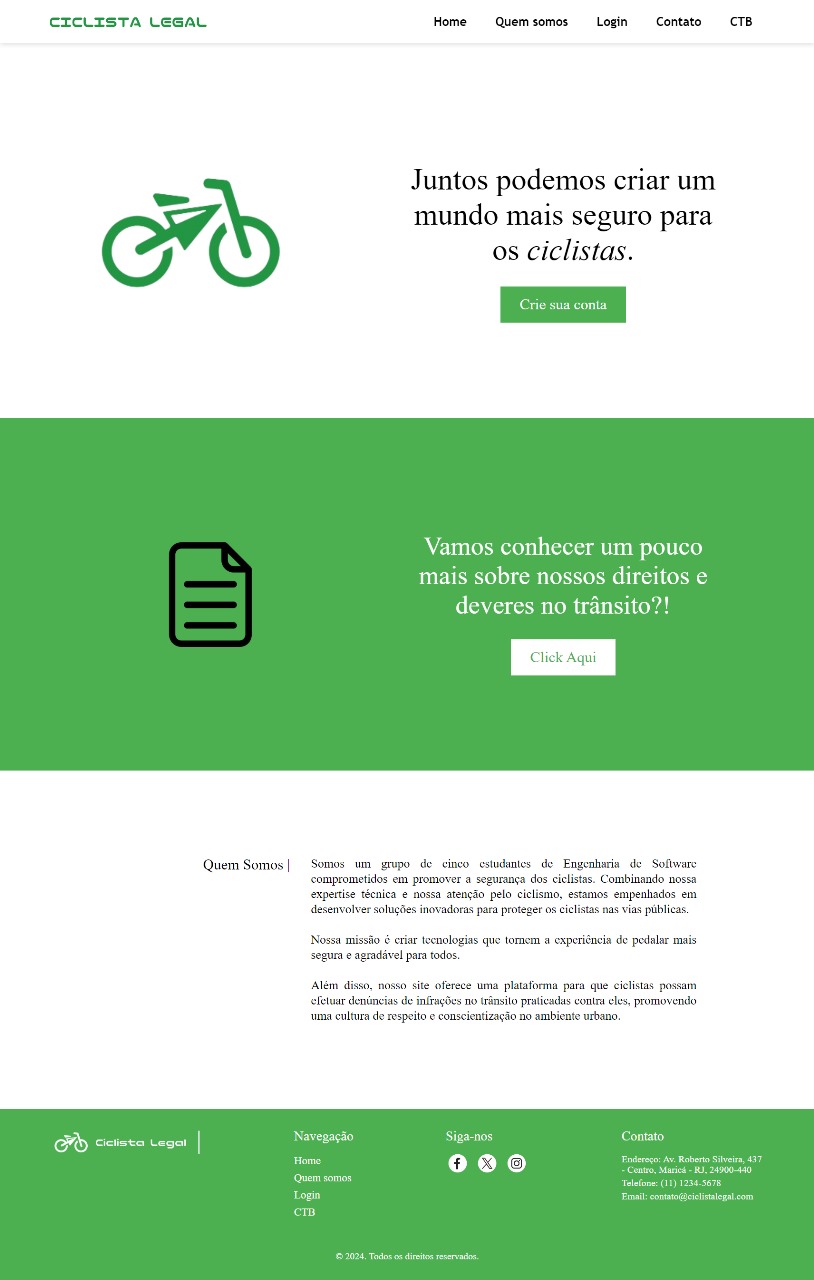 CICLISTA LEGAL
Home
Quem somos
Login
Contato
CTB
Juntos podemos criar um
mundo mais seguro para
os ciclistas.
Crie sua conta
Vamos conhecer um pouco
mais sobre nossos direitos e
deveres no trânsito?!
Click Aqui
Quem Somos |
Somos um grupo de cinco estudantes de Engenharia de Software
comprometidos em promover a segurança dos ciclistas. Combinando nossa
expertise técnica e nossa atenção pelo ciclismo, estamos empenhados em
desenvolver soluções inovadoras para proteger os ciclistas nas vias públicas.
Nossa missão é criar tecnologias que tornem a experiência de pedalar mais
segura e agradável para todos.
Além disso, nosso site oferece uma plataforma para que ciclistas possam
efetuar denúncias de infrações no trânsito praticadas contra eles, promovendo
uma cultura de respeito e conscientização no ambiente urbano.
Ciclista Legal
Navegação
Home
Quem somos
Login
CTB
Siga-nos
Contato
Endereço: Av. Roberto Silveira, 437
- Centro, Maricá - RJ, 24900-440
Telefone: (11) 1234-5678
Email: contato@ciclistalegal.com
© 2024. Todos os direitos reservados.